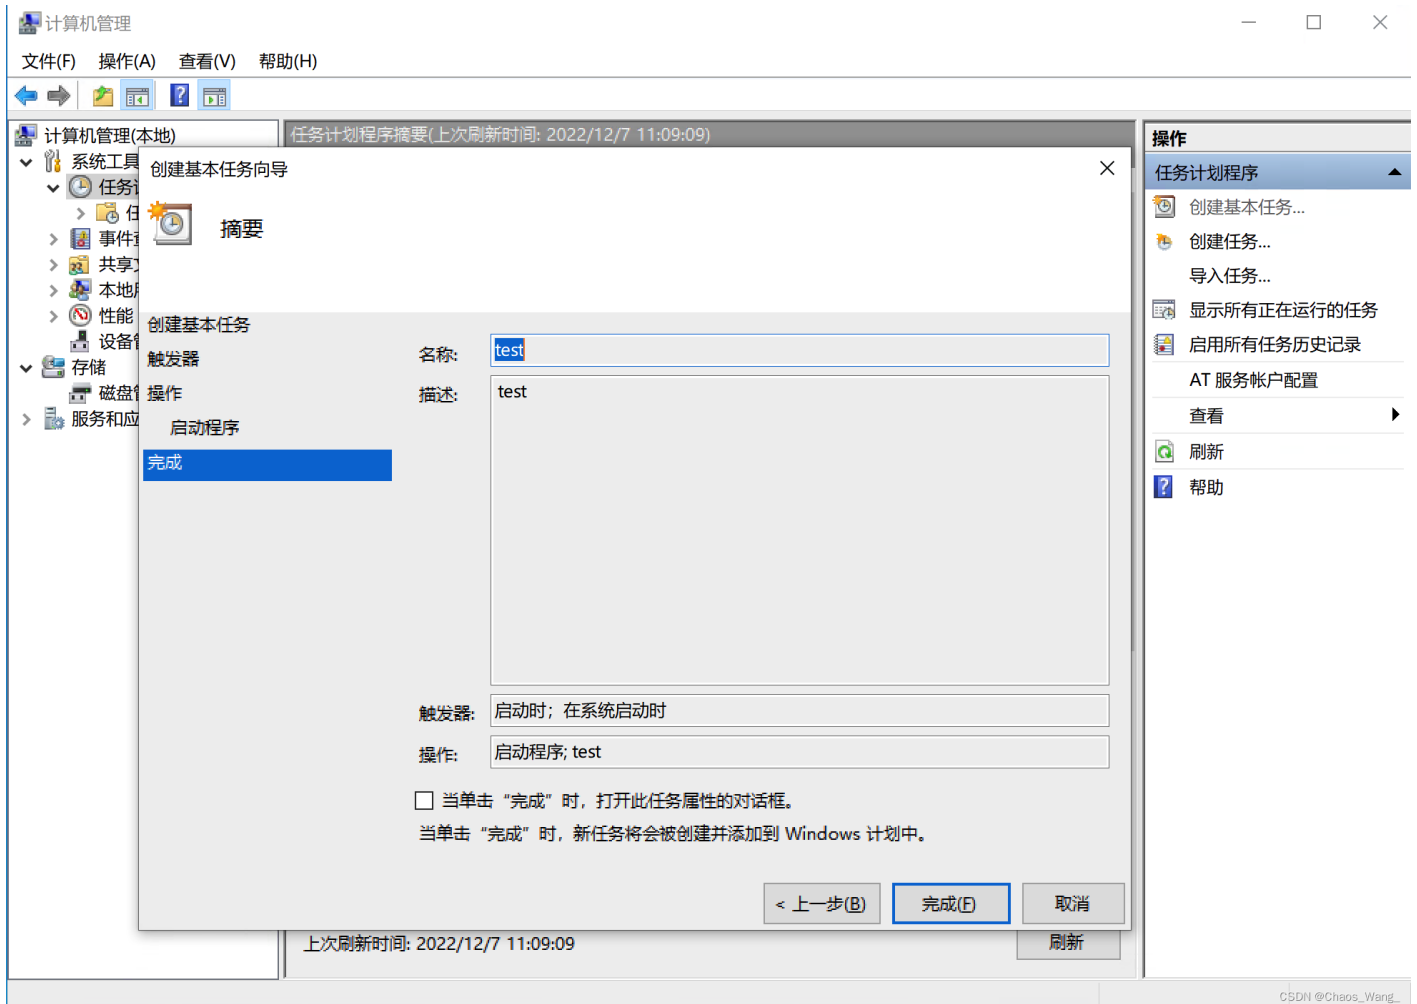 计算机管理
文件(F) 操作(A) 查看(V) 帮助(H)
计算机管理(本地)
系统工具
任务计
任
事件查
共享文
本地用
性能
设备管
存储
磁盘管
服务和应
任务计划程序摘要(上次刷新时间: 2022/12/7 11:09:09)
创建基本任务向导
摘要
创建基本任务
触发器
操作
启动程序
完成
名称: test
描述: test
触发器: 启动时；在系统启动时
操作: 启动程序; test
当单击“完成”时，打开此任务属性的对话框。
当单击“完成”时，新任务将会被创建并添加到 Windows 计划中。
< 上一步(B) 完成(F) 取消
上次刷新时间: 2022/12/7 11:09:09 刷新
操作
任务计划程序
创建基本任务...
创建任务...
导入任务...
显示所有正在运行的任务
启用所有任务历史记录
AT 服务帐户配置
查看
刷新
帮助
CSDN @Chaos_Wang_